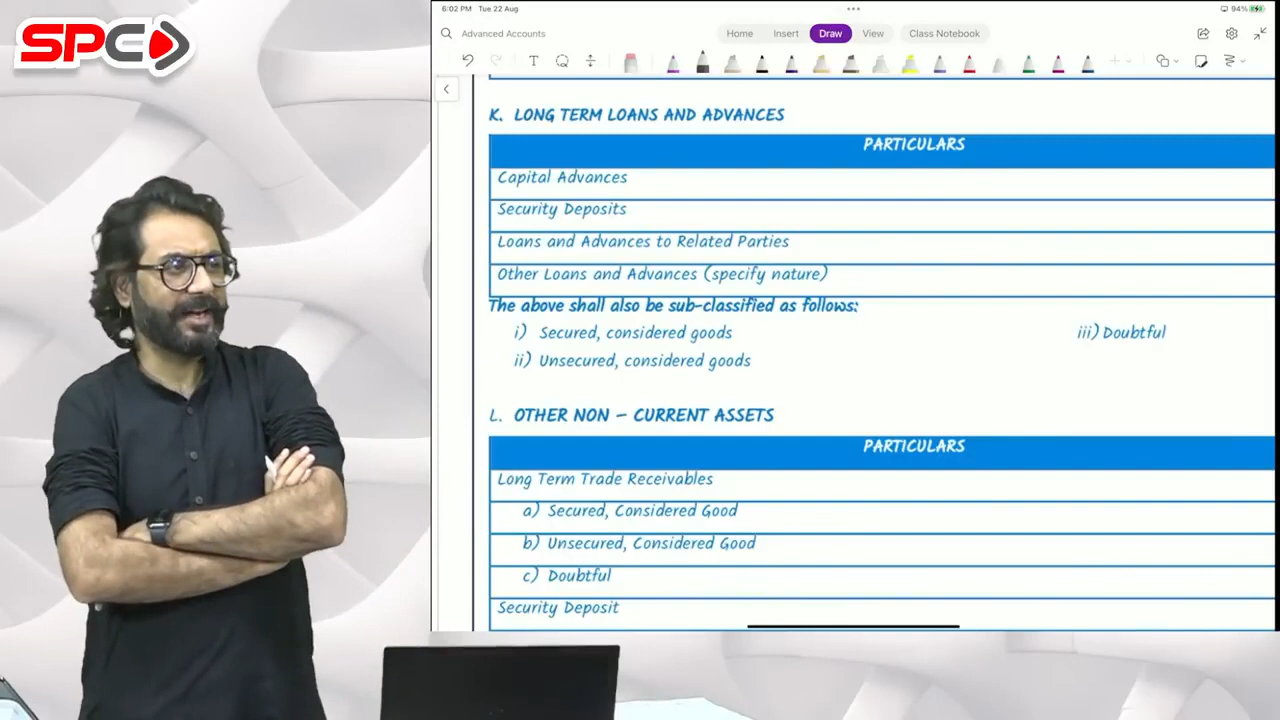 SPC
6:02 PM Tue 22 Aug
94%
Advanced Accounts
Home Insert Draw View Class Notebook
K. LONG TERM LOANS AND ADVANCES
PARTICULARS
Capital Advances
Security Deposits
Loans and Advances to Related Parties
Other Loans and Advances (specify nature)
The above shall also be sub-classified as follows:
i) Secured, considered goods
iii) Doubtful
ii) Unsecured, considered goods
L. OTHER NON – CURRENT ASSETS
PARTICULARS
Long Term Trade Receivables
a) Secured, Considered Good
b) Unsecured, Considered Good
c) Doubtful
Security Deposit